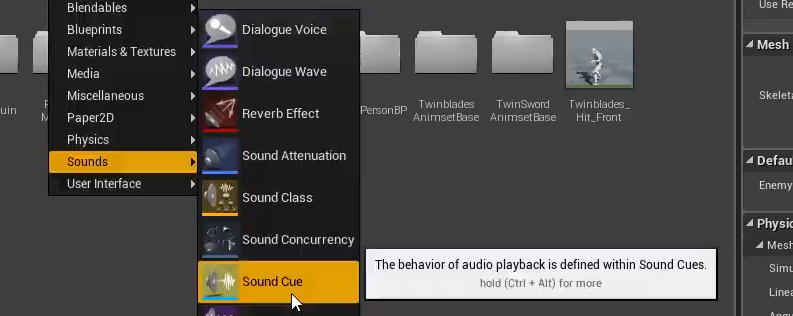 Blendables
Blueprints
Materials & Textures
Media
Miscellaneous
Paper2D
Physics
Sounds
User Interface
Dialogue Voice
Dialogue Wave
Reverb Effect
Sound Attenuation
Sound Class
Sound Concurrency
Sound Cue
The behavior of audio playback is defined within Sound Cues.
hold (Ctrl + Alt) for more
uin
PersonBP
Twinblades
AnimsetBase
TwinSword
AnimsetBase
Twinblades_
Hit_Front
Use Re
Mesh
Skeleta
Defau
Enemy
Physic
Mesh
Simu
Linea